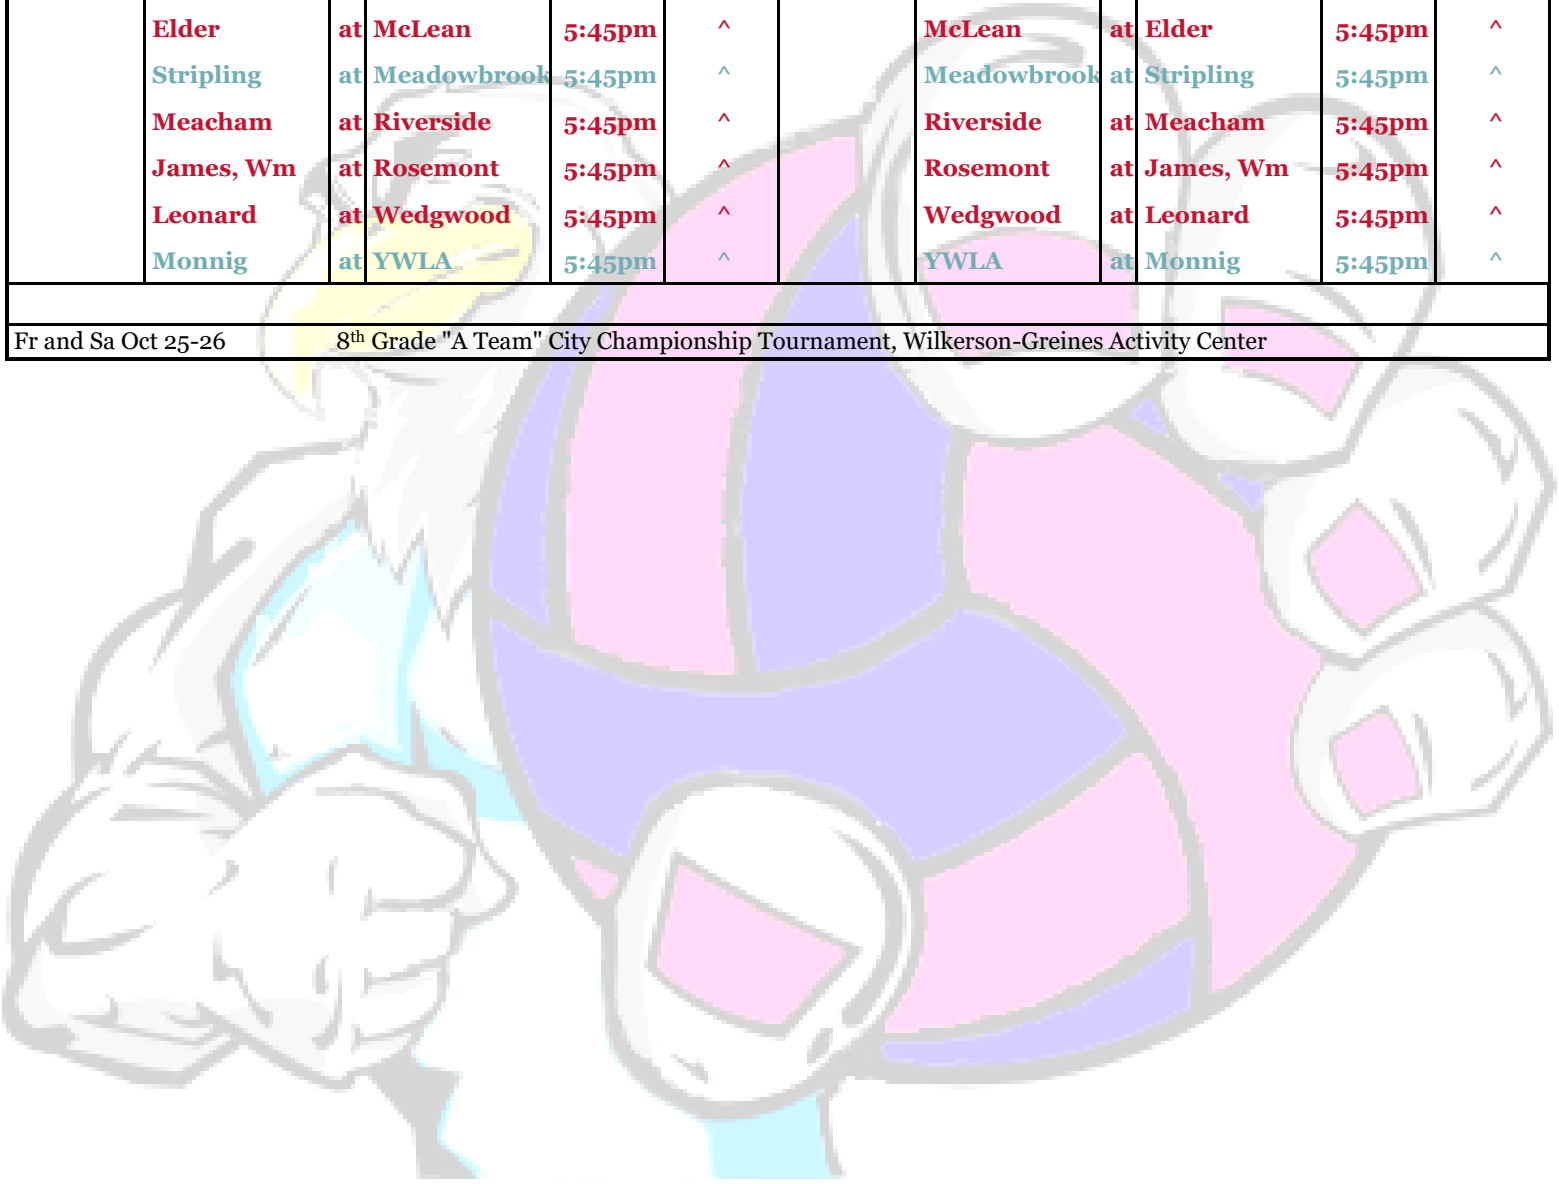 Elder at McLean 5:45pm ^ McLean at Elder 5:45pm ^
Stripling at Meadowbrook 5:45pm ^ Meadowbrook at Stripling 5:45pm ^
Meacham at Riverside 5:45pm ^ Riverside at Meacham 5:45pm ^
James, Wm at Rosemont 5:45pm ^ Rosemont at James, Wm 5:45pm ^
Leonard at Wedgwood 5:45pm ^ Wedgwood at Leonard 5:45pm ^
Monnig at YWLA 5:45pm ^ YWLA at Monnig 5:45pm ^
Fr and Sa Oct 25-26 8th Grade "A Team" City Championship Tournament, Wilkerson-Greines Activity Center